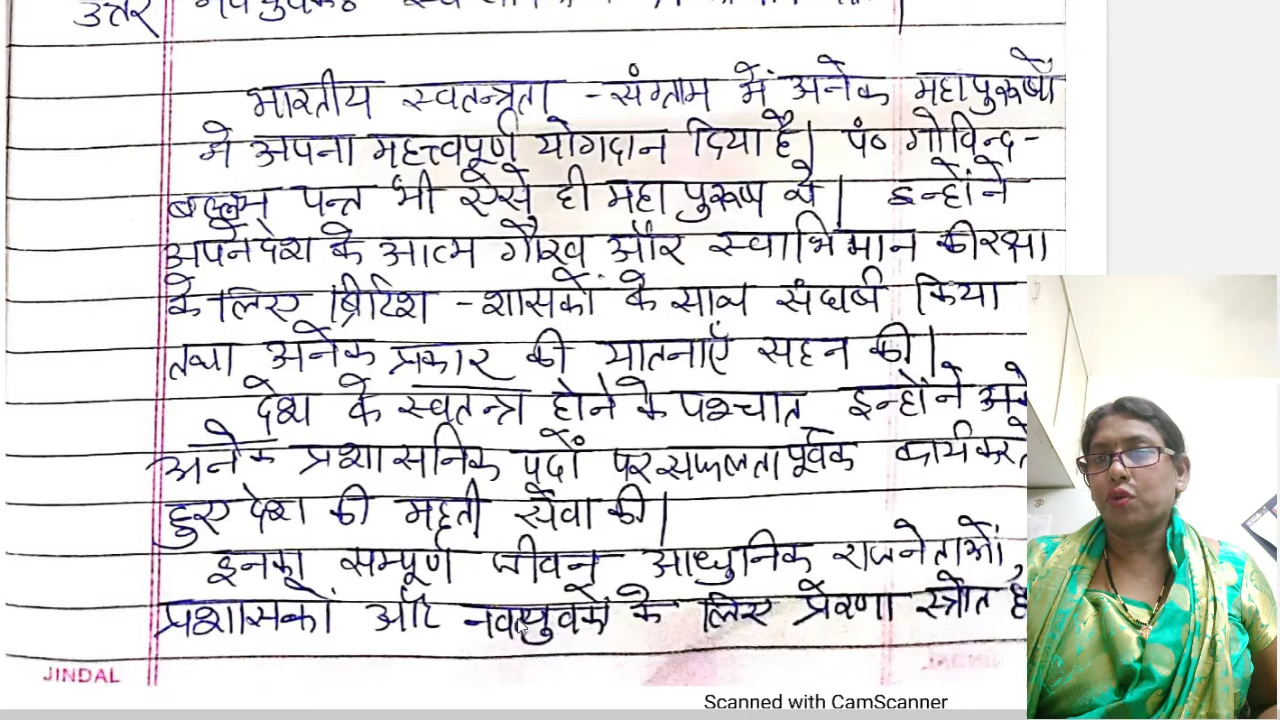 उत्तर
भारतीय स्वतन्त्रता - संग्राम में अनेक महापुरूषों
ने अपना महत्त्वपूर्ण योगदान दिया है। पं० गोविन्द-
बल्लभ पन्त भी ऐसे ही महापुरूष थे। इन्होंने
अपने देश के आत्म गौरव और स्वाभिमान की रक्षा
के लिए ब्रिटिश - शासकों के साथ संघर्ष किया
तथा अनेक प्रकार की यातनाएँ सहन की।
देश के स्वतन्त्र होने के पश्चात् इन्होंने
अनेक प्रशासनिक पदों पर सफलतापूर्वक कार्य करते
हुए देश की महती सेवा की।
इनका सम्पूर्ण जीवन आधुनिक राजनेताओं,
प्रशासकों और नवयुवकों के लिए प्रेरणा स्त्रोत
JINDAL
Scanned with CamScanner